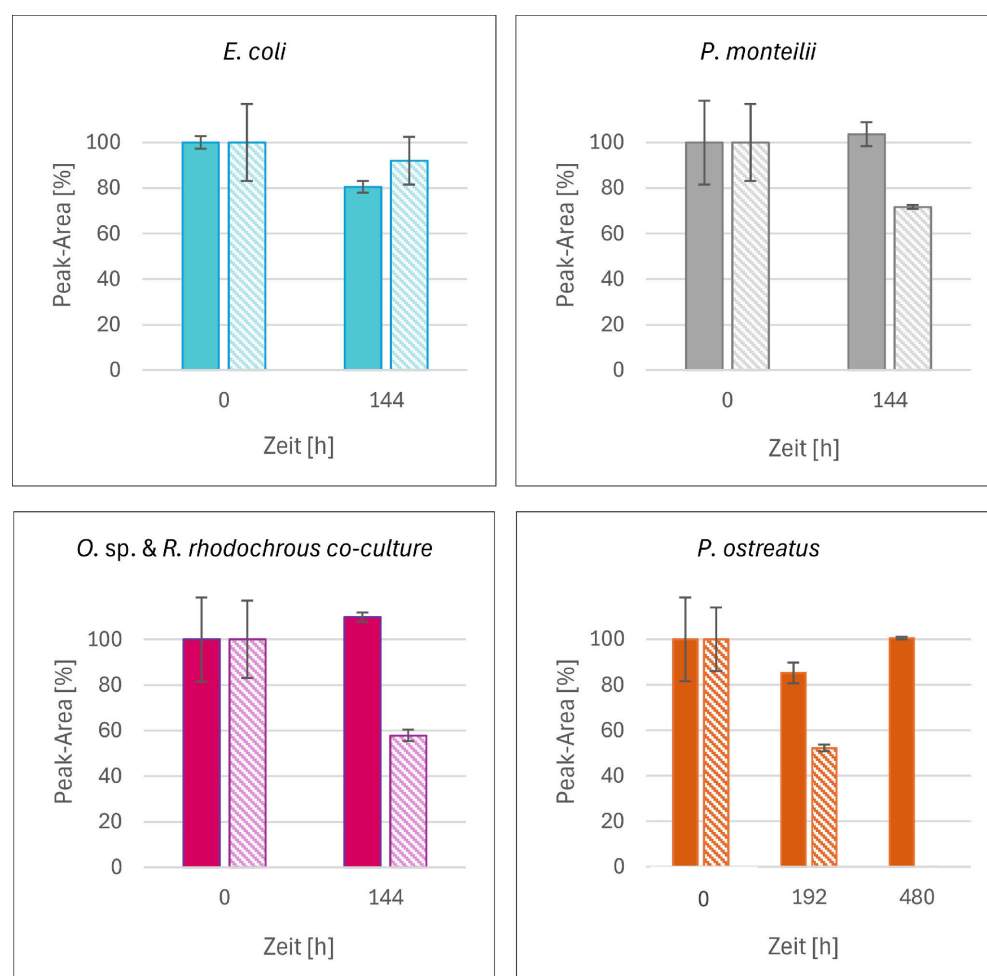 E. coli
Peak-Area [%]
100
80
60
40
20
0
0 144
Zeit [h]
P. monteilii
Peak-Area [%]
100
80
60
40
20
0
0 144
Zeit [h]
O. sp. & R. rhodochrous co-culture
Peak-Area [%]
100
80
60
40
20
0
0 144
Zeit [h]
P. ostreatus
Peak-Area [%]
100
80
60
40
20
0
0 192 480
Zeit [h]